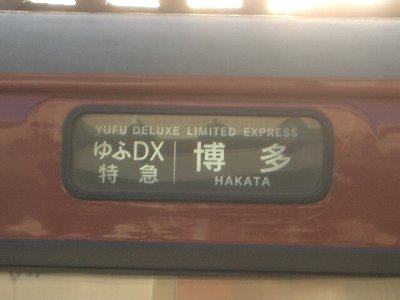 YUFU DELUXE LIMITED EXPRESS
ゆふDX 博多
特急 HAKATA